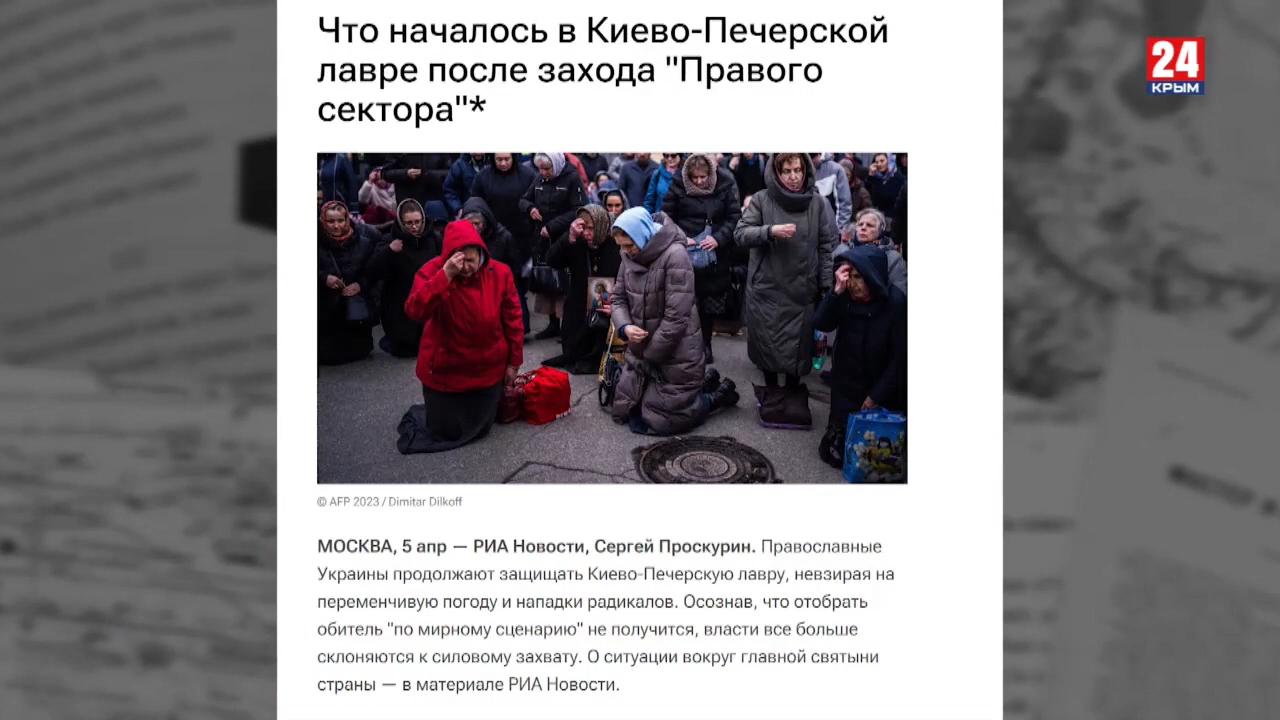 Что началось в Киево-Печерской
лавре после захода "Правого
сектора"*
24
КРЫМ
© AFP 2023 / Dimitar Dilkoff
МОСКВА, 5 апр — РИА Новости, Сергей Проскурин. Православные
Украины продолжают защищать Киево-Печерскую лавру, невзирая на
переменчивую погоду и нападки радикалов. Осознав, что отобрать
обитель "по мирному сценарию" не получится, власти все больше
склоняются к силовому захвату. О ситуации вокруг главной святыни
страны — в материале РИА Новости.